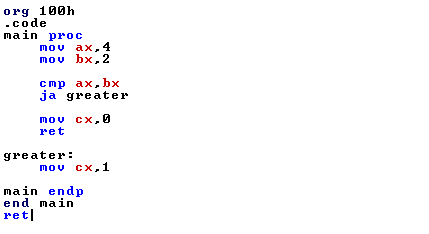 org 100h
.code
main proc
mov ax,4
mov bx,2
cmp ax,bx
ja greater
mov cx,0
ret
greater:
mov cx,1
main endp
end main
ret